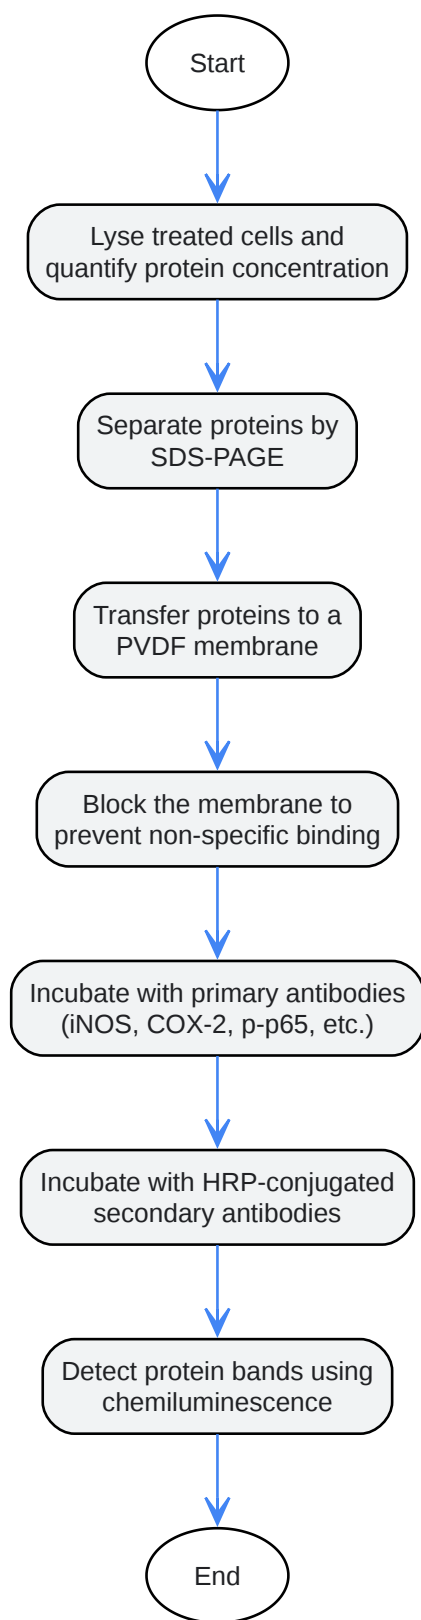 Start
Lyse treated cells and
quantify protein concentration
Separate proteins by
SDS-PAGE
Transfer proteins to a
PVDF membrane
Block the membrane to
prevent non-specific binding
Incubate with primary antibodies
(iNOS, COX-2, p-p65, etc.)
Incubate with HRP-conjugated
secondary antibodies
Detect protein bands using
chemiluminescence
End